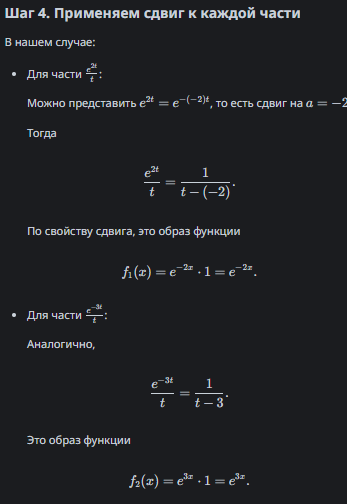 Шаг 4. Применяем сдвиг к каждой части
В нашем случае:
• Для части $\frac{e^{2t}}{t}$:
Можно представить $e^{2t} = e^{-(-2)t}$, то есть сдвиг на $a = -2$
Тогда
$\frac{e^{2t}}{t} = \frac{1}{t-(-2)}.$
По свойству сдвига, это образ функции
$f_1(x) = e^{-2x} \cdot 1 = e^{-2x}.$
• Для части $\frac{e^{-3t}}{t}$:
Аналогично,
$\frac{e^{-3t}}{t} = \frac{1}{t-3}.$
Это образ функции
$f_2(x) = e^{3x} \cdot 1 = e^{3x}.$